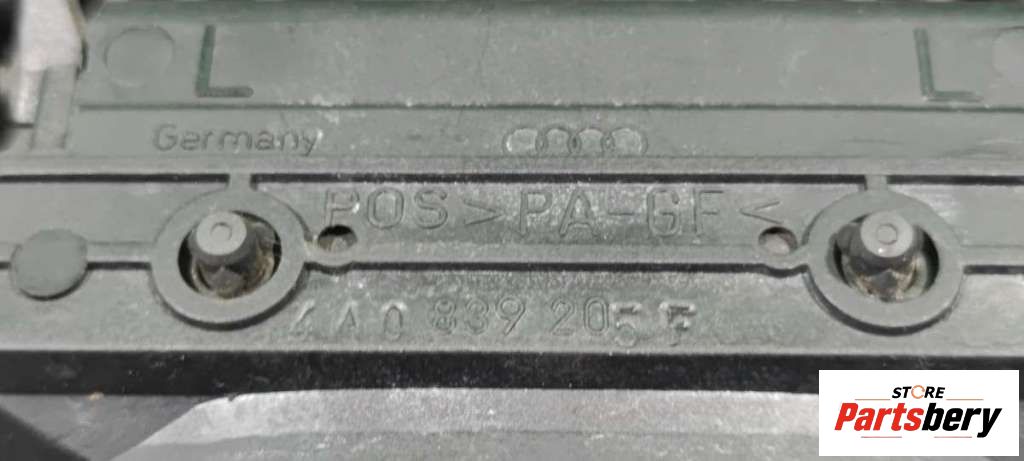 L L
Germany
POS >PA-GF<
4A0 839 205 F
STORE
Partsbery